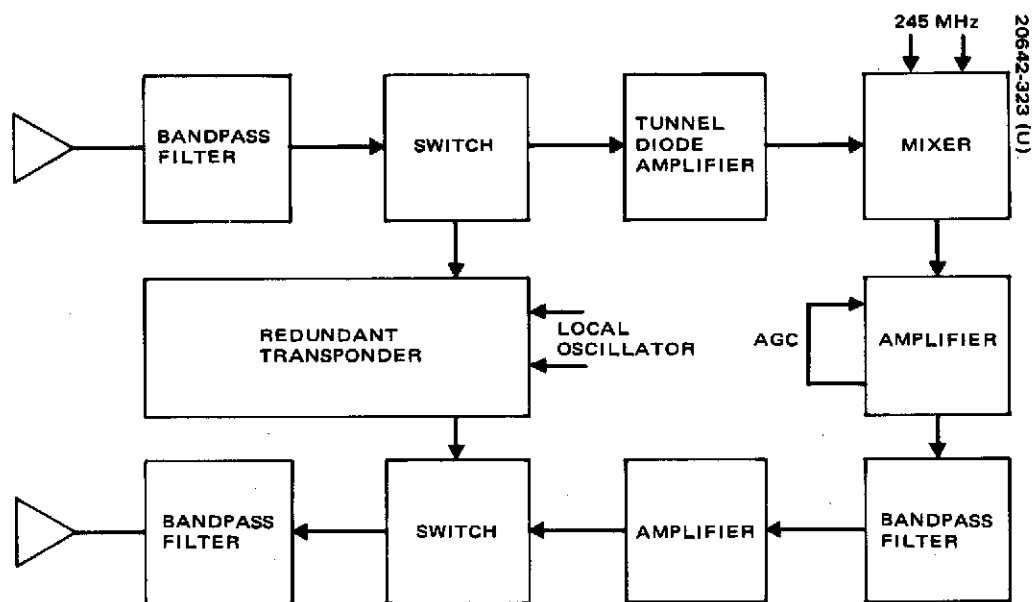 245 MHz
20642-323 (U)
BANDPASS
FILTER
SWITCH
TUNNEL
DIODE
AMPLIFIER
MIXER
REDUNDANT
TRANSPONDER
LOCAL
OSCILLATOR
AGC
AMPLIFIER
BANDPASS
FILTER
SWITCH
AMPLIFIER
BANDPASS
FILTER